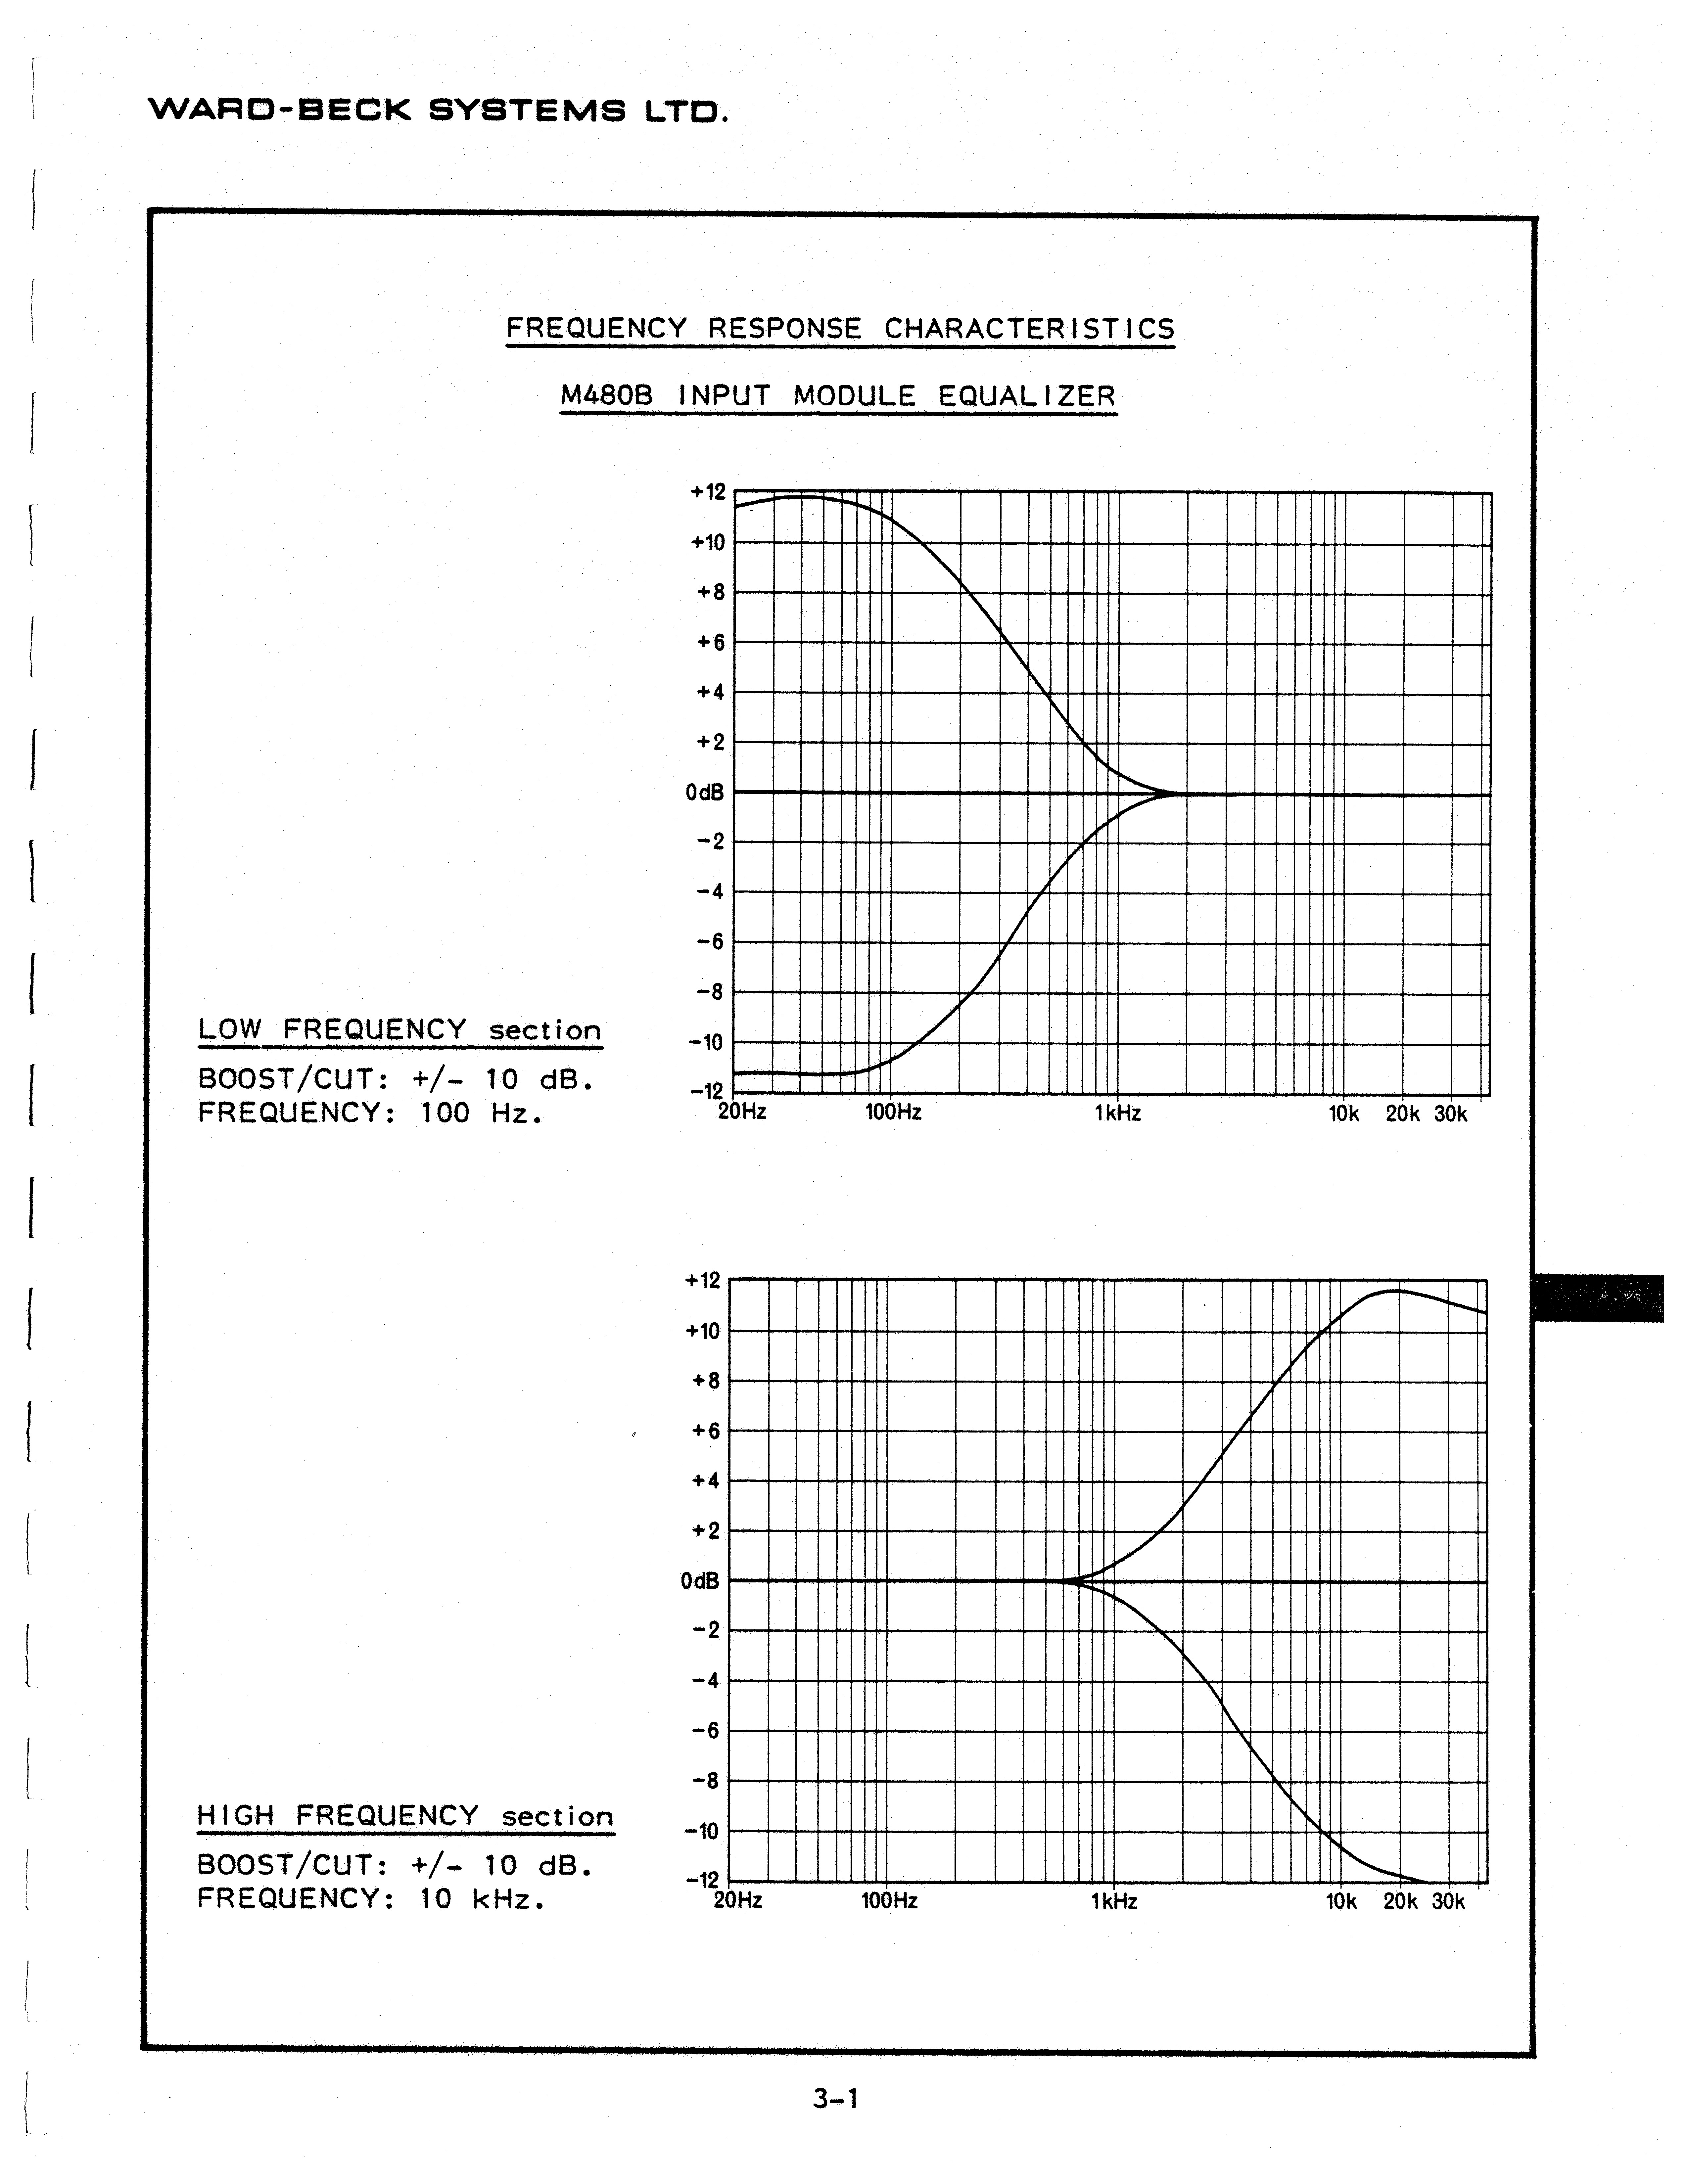 WARD-BECK SYSTEMS LTD.
FREQUENCY RESPONSE CHARACTERISTICS
M480B INPUT MODULE EQUALIZER
+12
+10
+8
+6
+4
+2
0dB
-2
-4
-6
-8
-10
-12
20Hz 100Hz 1kHz 10k 20k 30k
LOW FREQUENCY section
BOOST/CUT: +/- 10 dB.
FREQUENCY: 100 Hz.
+12
+10
+8
+6
+4
+2
0dB
-2
-4
-6
-8
-10
-12
20Hz 100Hz 1kHz 10k 20k 30k
HIGH FREQUENCY section
BOOST/CUT: +/- 10 dB.
FREQUENCY: 10 kHz.
3-1